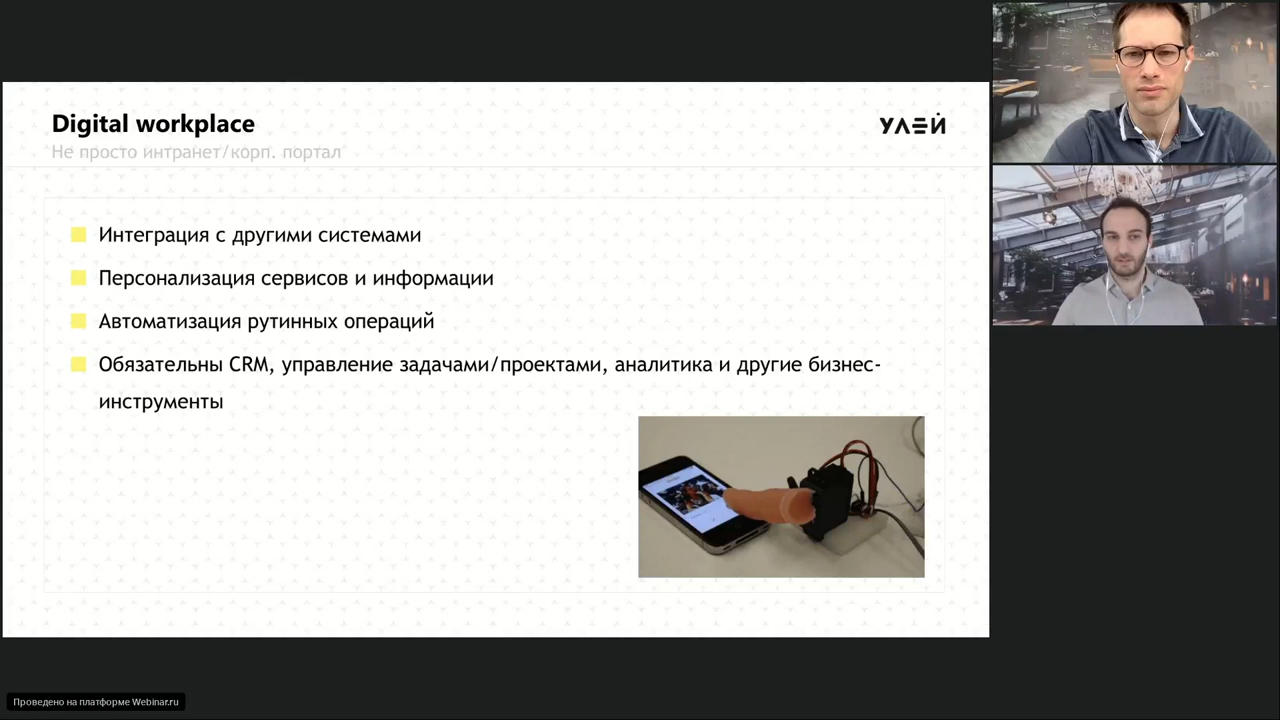 Digital workplace
Не просто интранет/корп. портал
УЛЕЙ
Интеграция с другими системами
Персонализация сервисов и информации
Автоматизация рутинных операций
Обязательны CRM, управление задачами/проектами, аналитика и другие бизнес-
инструменты
Проведено на платформе Webinar.ru